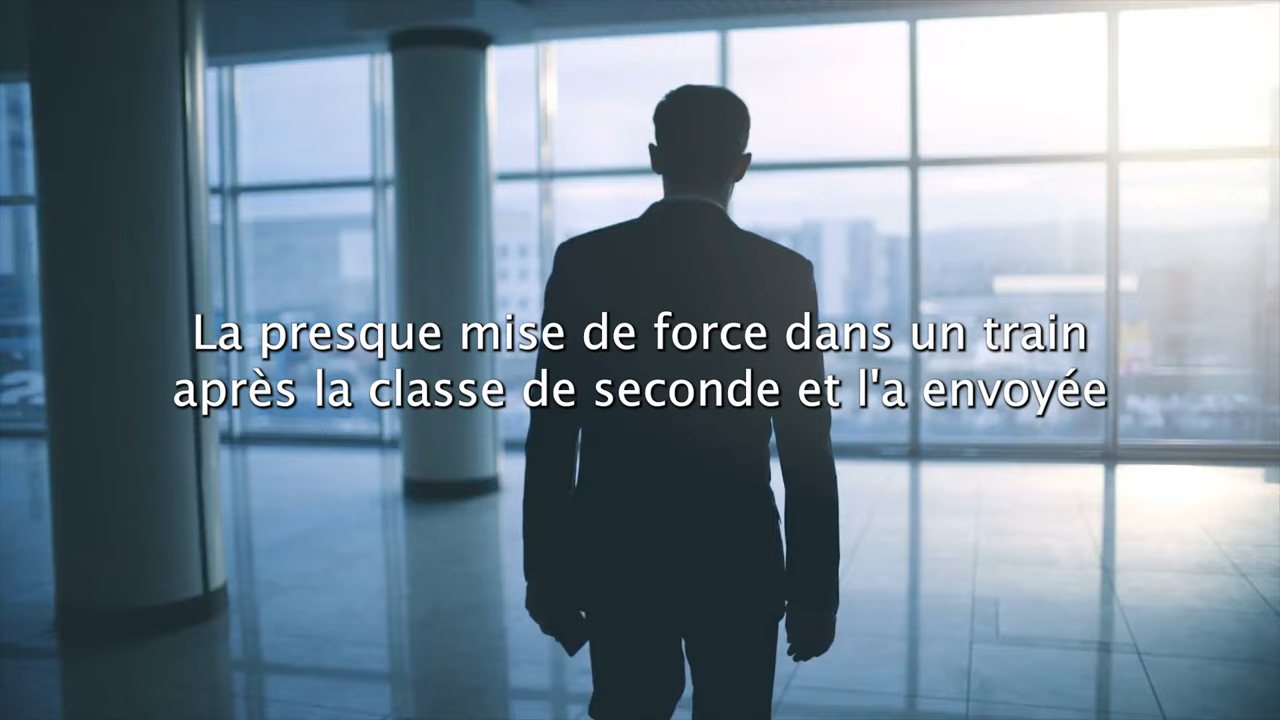 La presque mise de force dans un train
après la classe de seconde et l'a envoyée